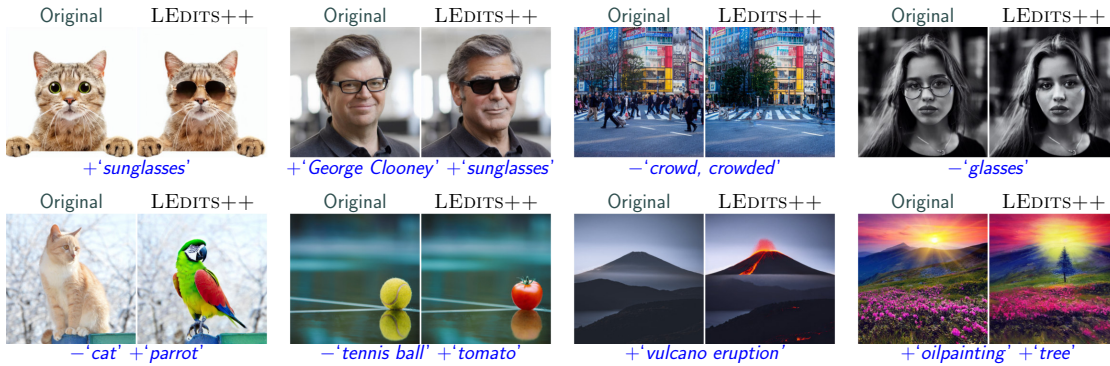 Original LEDITS++ Original LEDITS++ Original LEDITS++ Original LEDITS++
+‘sunglasses’ +‘George Clooney’ +‘sunglasses’ −‘crowd, crowded’ −‘glasses’
Original LEDITS++ Original LEDITS++ Original LEDITS++ Original LEDITS++
−‘cat’ +‘parrot’ −‘tennis ball’ +‘tomato’ +‘vulcano eruption’ +‘oilpainting’ +‘tree’